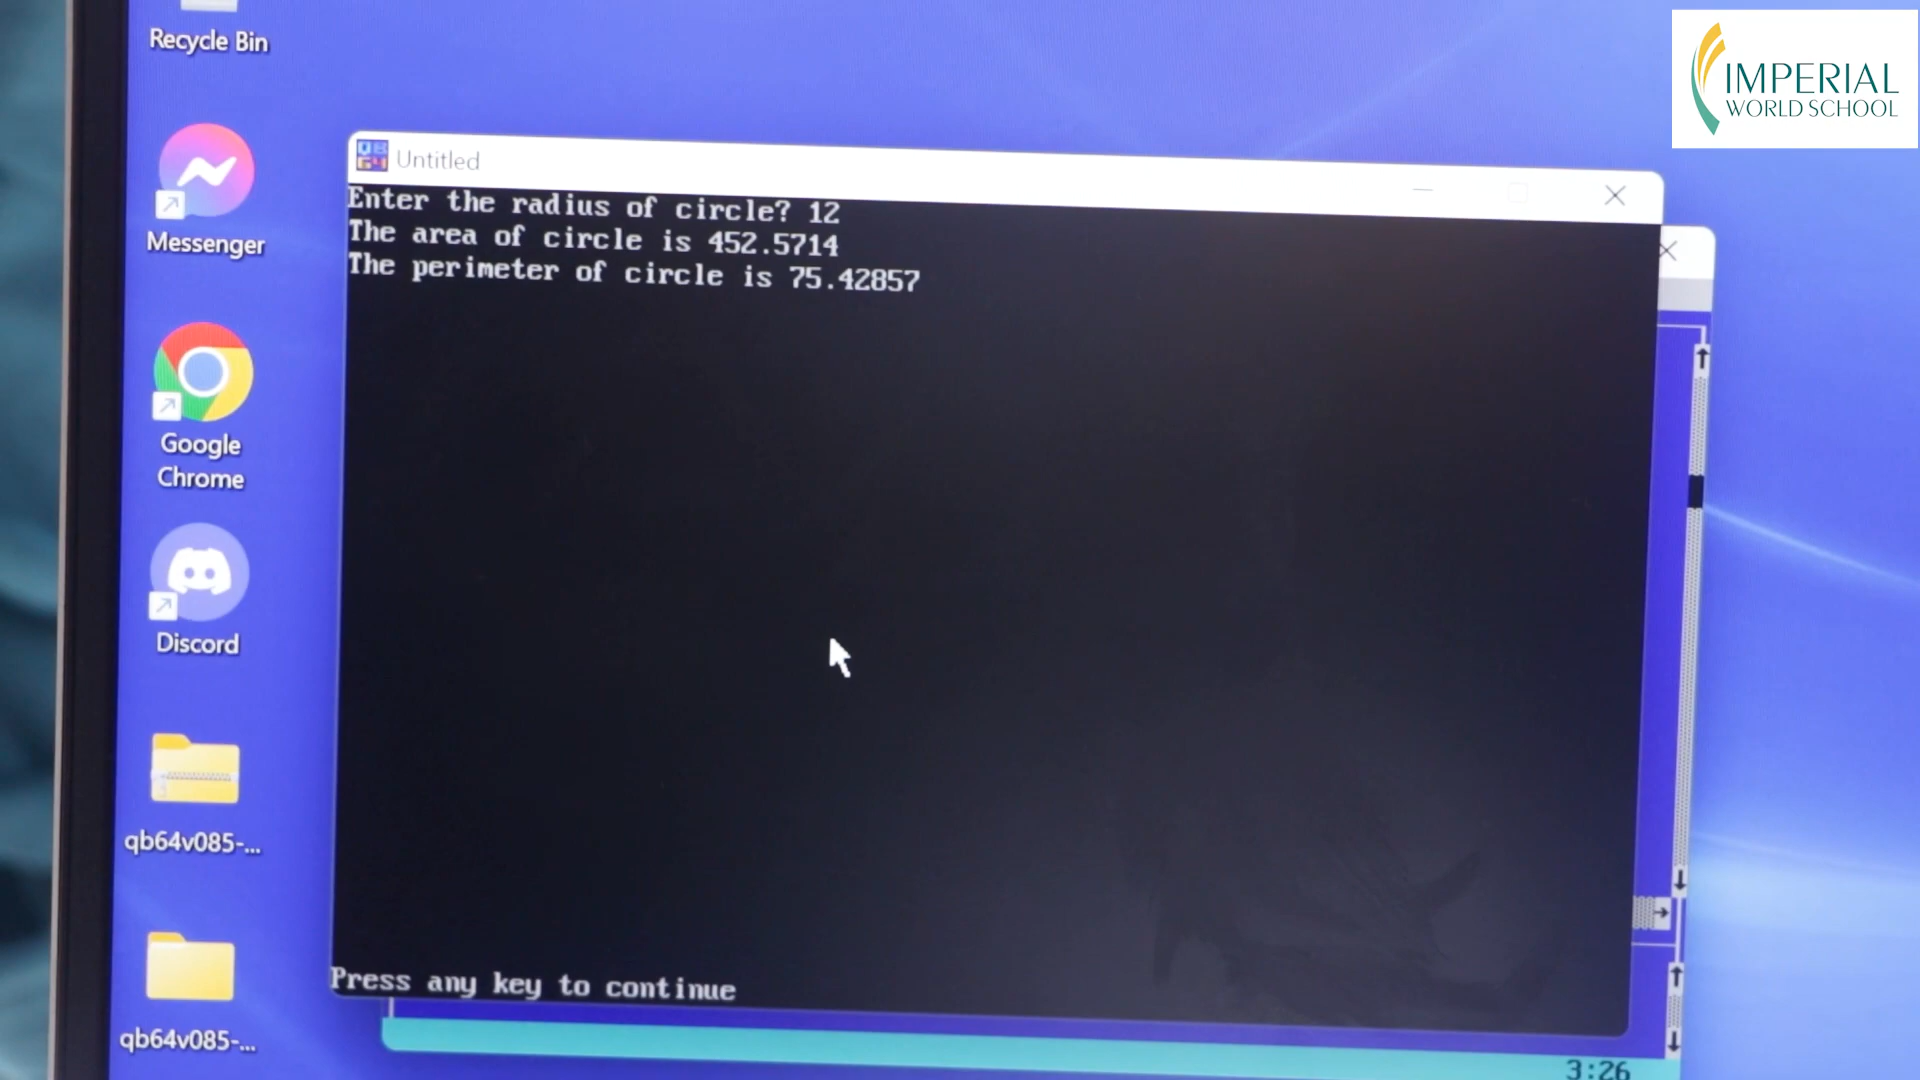 Recycle Bin
IMPERIAL
WORLD SCHOOL
Messenger
Untitled
Enter the radius of circle? 12
The area of circle is 452.5714
The perimeter of circle is 75.42857
Google
Chrome
Discord
qb64v085-...
Press any key to continue
qb64v085-...
3:26